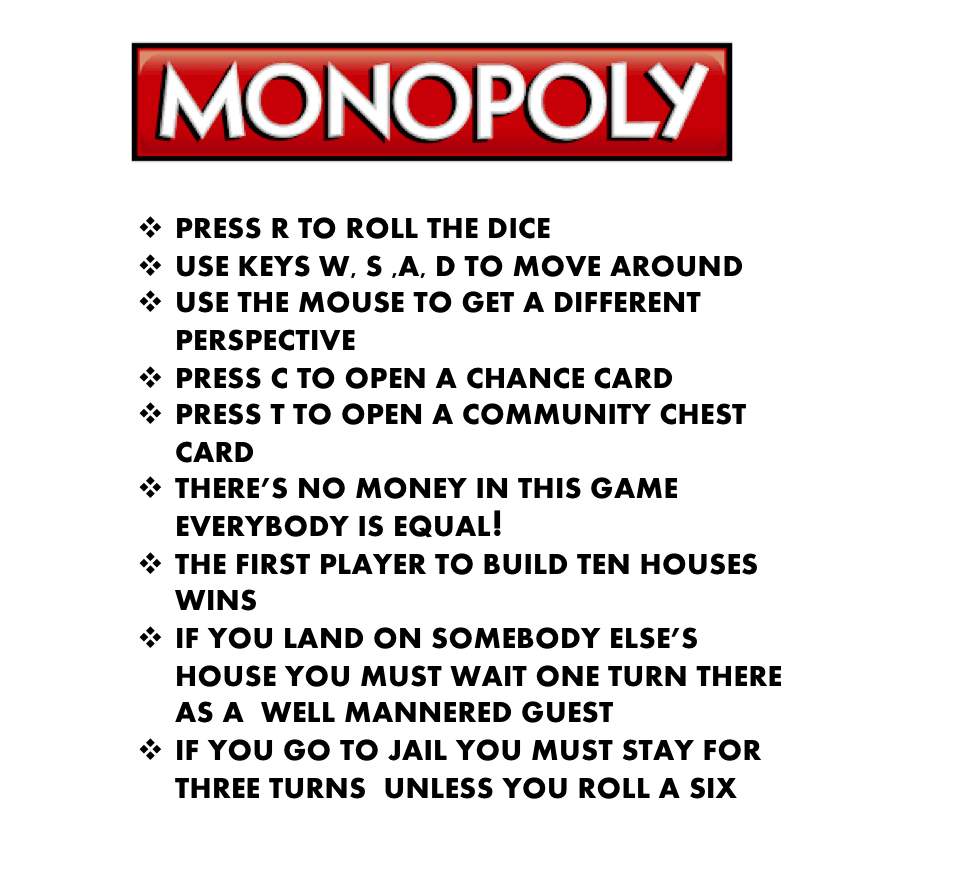 MONOPOLY
❖ PRESS R TO ROLL THE DICE
❖ USE KEYS W, S ,A, D TO MOVE AROUND
❖ USE THE MOUSE TO GET A DIFFERENT
PERSPECTIVE
❖ PRESS C TO OPEN A CHANCE CARD
❖ PRESS T TO OPEN A COMMUNITY CHEST
CARD
❖ THERE’S NO MONEY IN THIS GAME
EVERYBODY IS EQUAL!
❖ THE FIRST PLAYER TO BUILD TEN HOUSES
WINS
❖ IF YOU LAND ON SOMEBODY ELSE’S
HOUSE YOU MUST WAIT ONE TURN THERE
AS A  WELL MANNERED GUEST
❖ IF YOU GO TO JAIL YOU MUST STAY FOR
THREE TURNS  UNLESS YOU ROLL A SIX